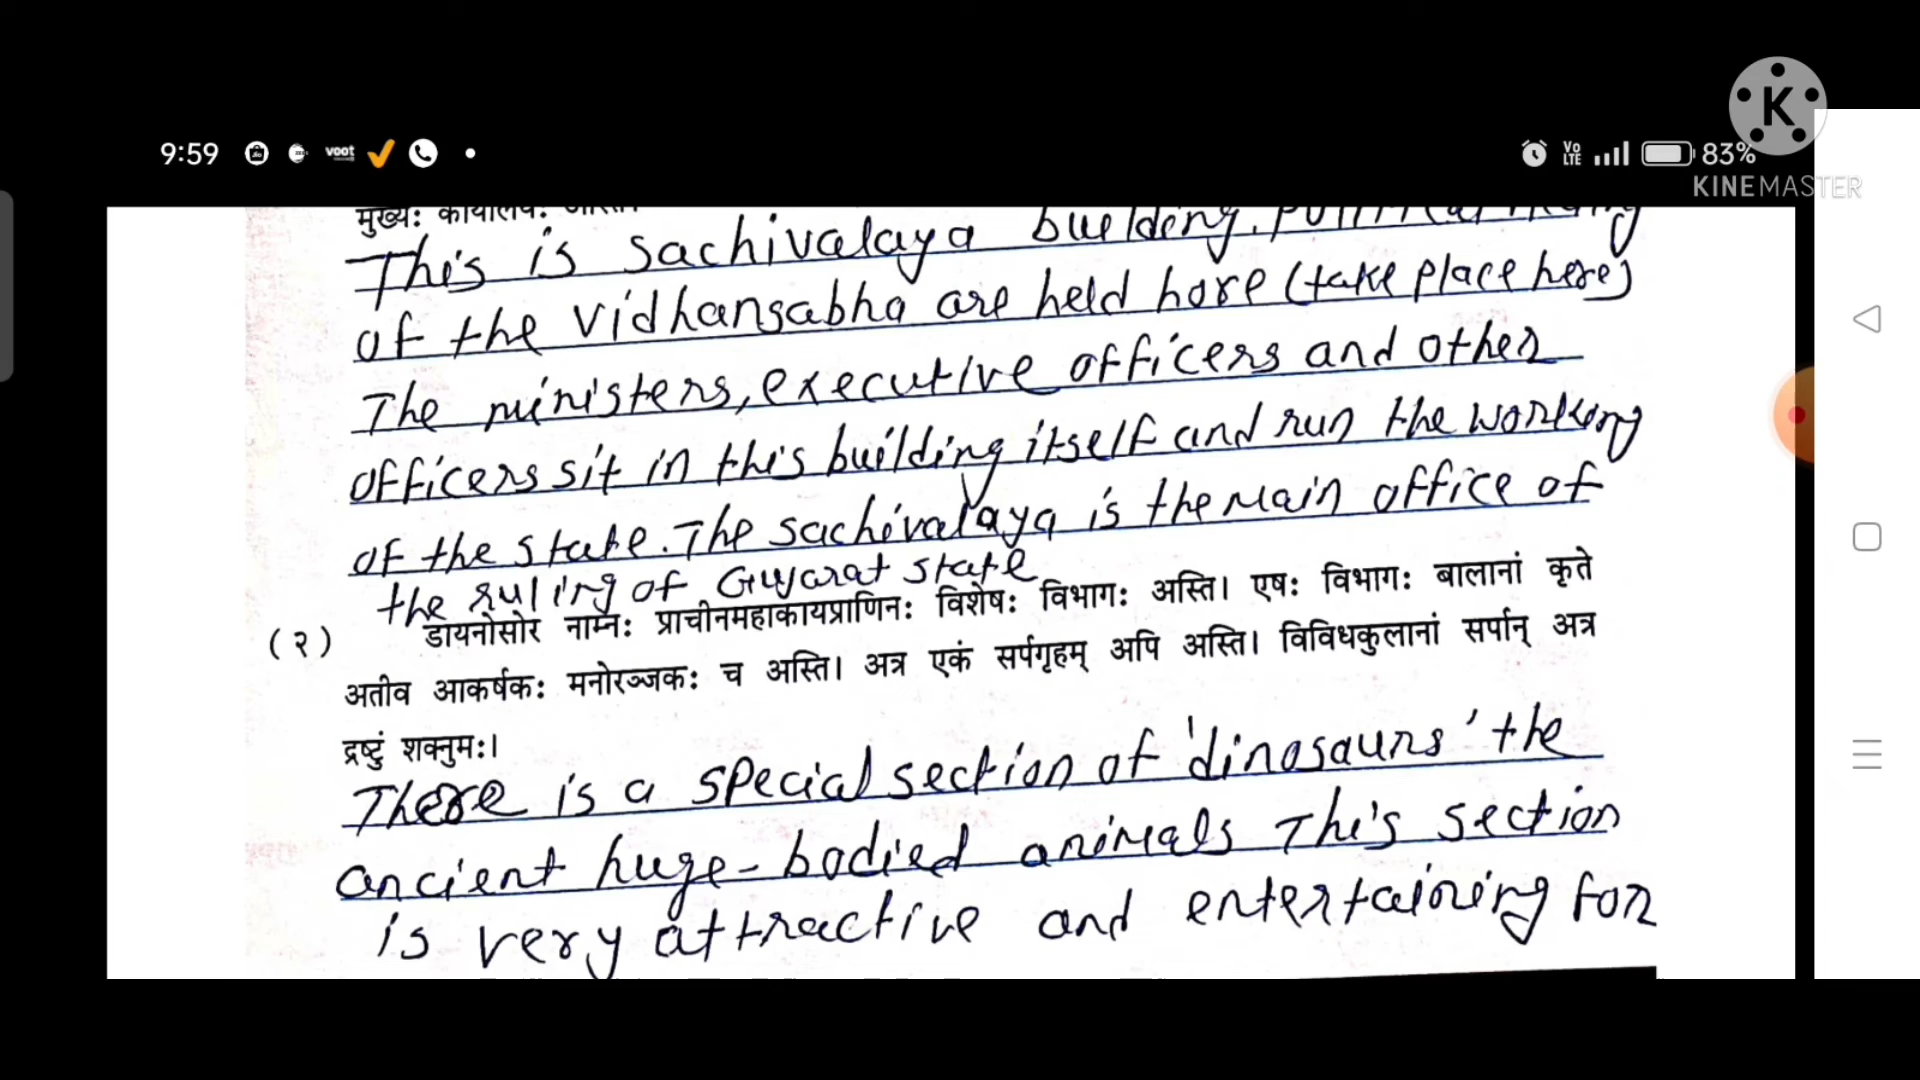 9:59 voot Vo LTE 83%
K
KINEMASTER
मुख्यः कार्यालयः अस्ति।
This is sachivalaya building.
of the vidhansabha are held here (take place here)
The ministers, executive officers and other
officers sit in this building itself and run the working
of the state. The sachivalaya is the main office of
the ruling of Gujarat state
(२) डायनोसोर नाम्नः प्राचीनमहाकायप्राणिनः विशेषः विभागः अस्ति। एषः विभागः बालानां कृते
अतीव आकर्षकः मनोरञ्जकः च अस्ति। अत्र एकं सर्पगृहम् अपि अस्ति। विविधकुलानां सर्पान् अत्र
द्रष्टुं शक्नुमः।
There is a special section of 'dinosaurs' the
ancient huge-bodied animals This section
is very attractive and entertaining for